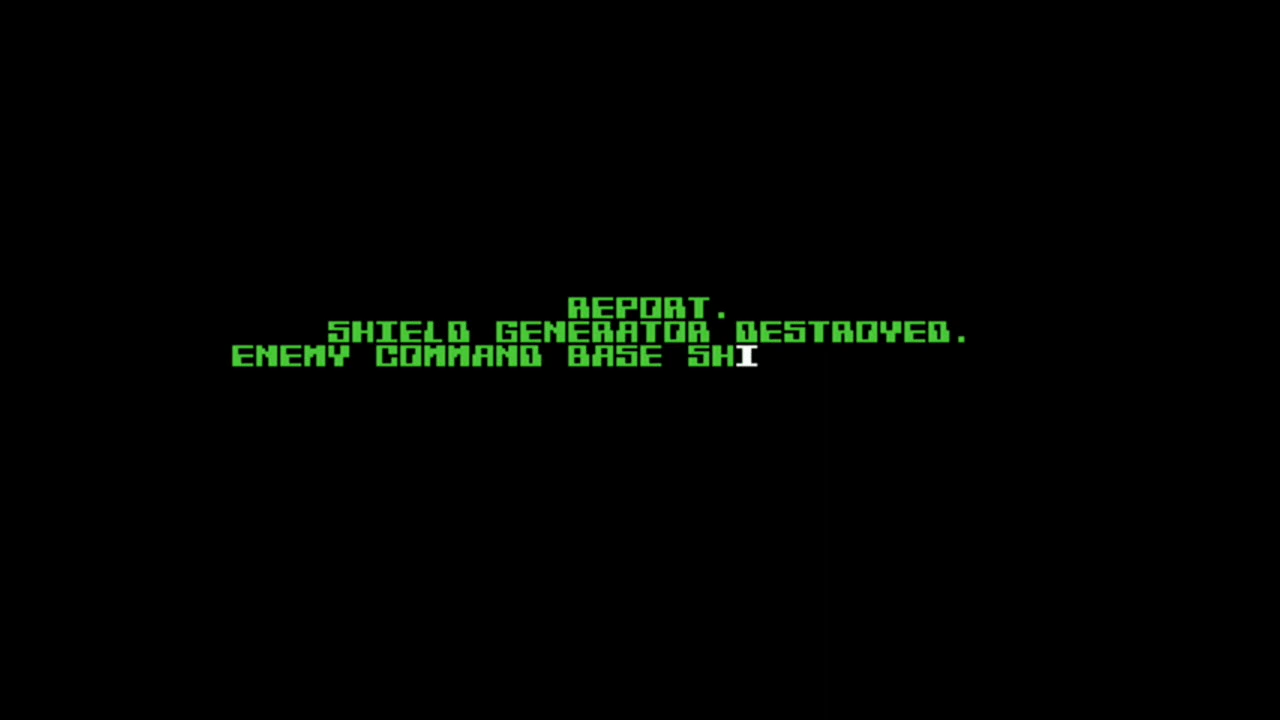 REPORT.
SHIELD GENERATOR DESTROYED.
ENEMY COMMAND BASE SHI